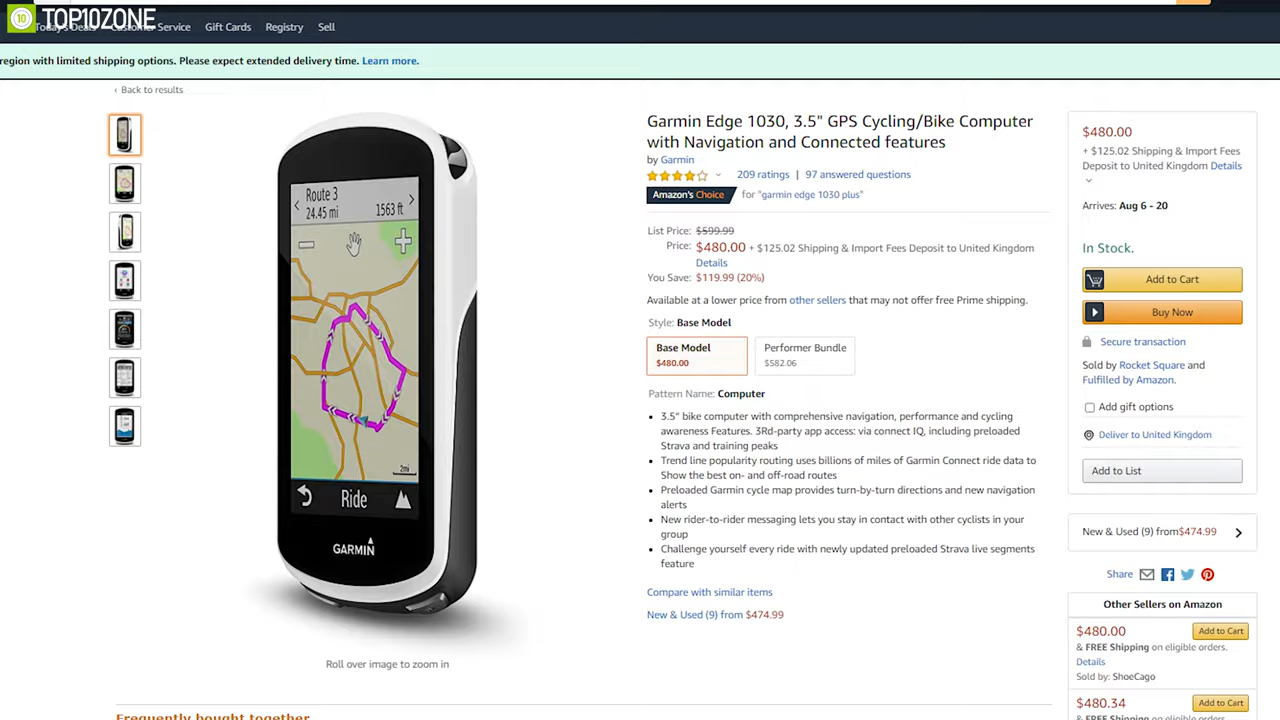 TOP10ZONE
10
Today's Deals Customer Service Gift Cards Registry Sell
region with limited shipping options. Please expect extended delivery time. Learn more.
‹ Back to results
Route 3
24.45 mi 1563 ft
2mi
Ride
GARMIN
Roll over image to zoom in
Garmin Edge 1030, 3.5" GPS Cycling/Bike Computer
with Navigation and Connected features
by Garmin
209 ratings | 97 answered questions
Amazon's Choice for "garmin edge 1030 plus"
List Price: $599.99
Price: $480.00 + $125.02 Shipping & Import Fees Deposit to United Kingdom
Details
You Save: $119.99 (20%)
Available at a lower price from other sellers that may not offer free Prime shipping.
Style: Base Model
Base Model
$480.00
Performer Bundle
$582.06
Pattern Name: Computer
• 3.5" bike computer with comprehensive navigation, performance and cycling
awareness Features. 3Rd-party app access: via connect IQ, including preloaded
Strava and training peaks
• Trend line popularity routing uses billions of miles of Garmin Connect ride data to
Show the best on- and off-road routes
• Preloaded Garmin cycle map provides turn-by-turn directions and new navigation
alerts
• New rider-to-rider messaging lets you stay in contact with other cyclists in your
group
• Challenge yourself every ride with newly updated preloaded Strava live segments
feature
Compare with similar items
New & Used (9) from $474.99
$480.00
+ $125.02 Shipping & Import Fees
Deposit to United Kingdom Details
Arrives: Aug 6 - 20
In Stock.
Add to Cart
Buy Now
Secure transaction
Sold by Rocket Square and
Fulfilled by Amazon.
Add gift options
Deliver to United Kingdom
Add to List
New & Used (9) from$474.99
Share
Other Sellers on Amazon
$480.00 Add to Cart
& FREE Shipping on eligible orders.
Details
Sold by: ShoeCago
$480.34 Add to Cart
& FREE Shipping on eligible orders.
Frequently bought together